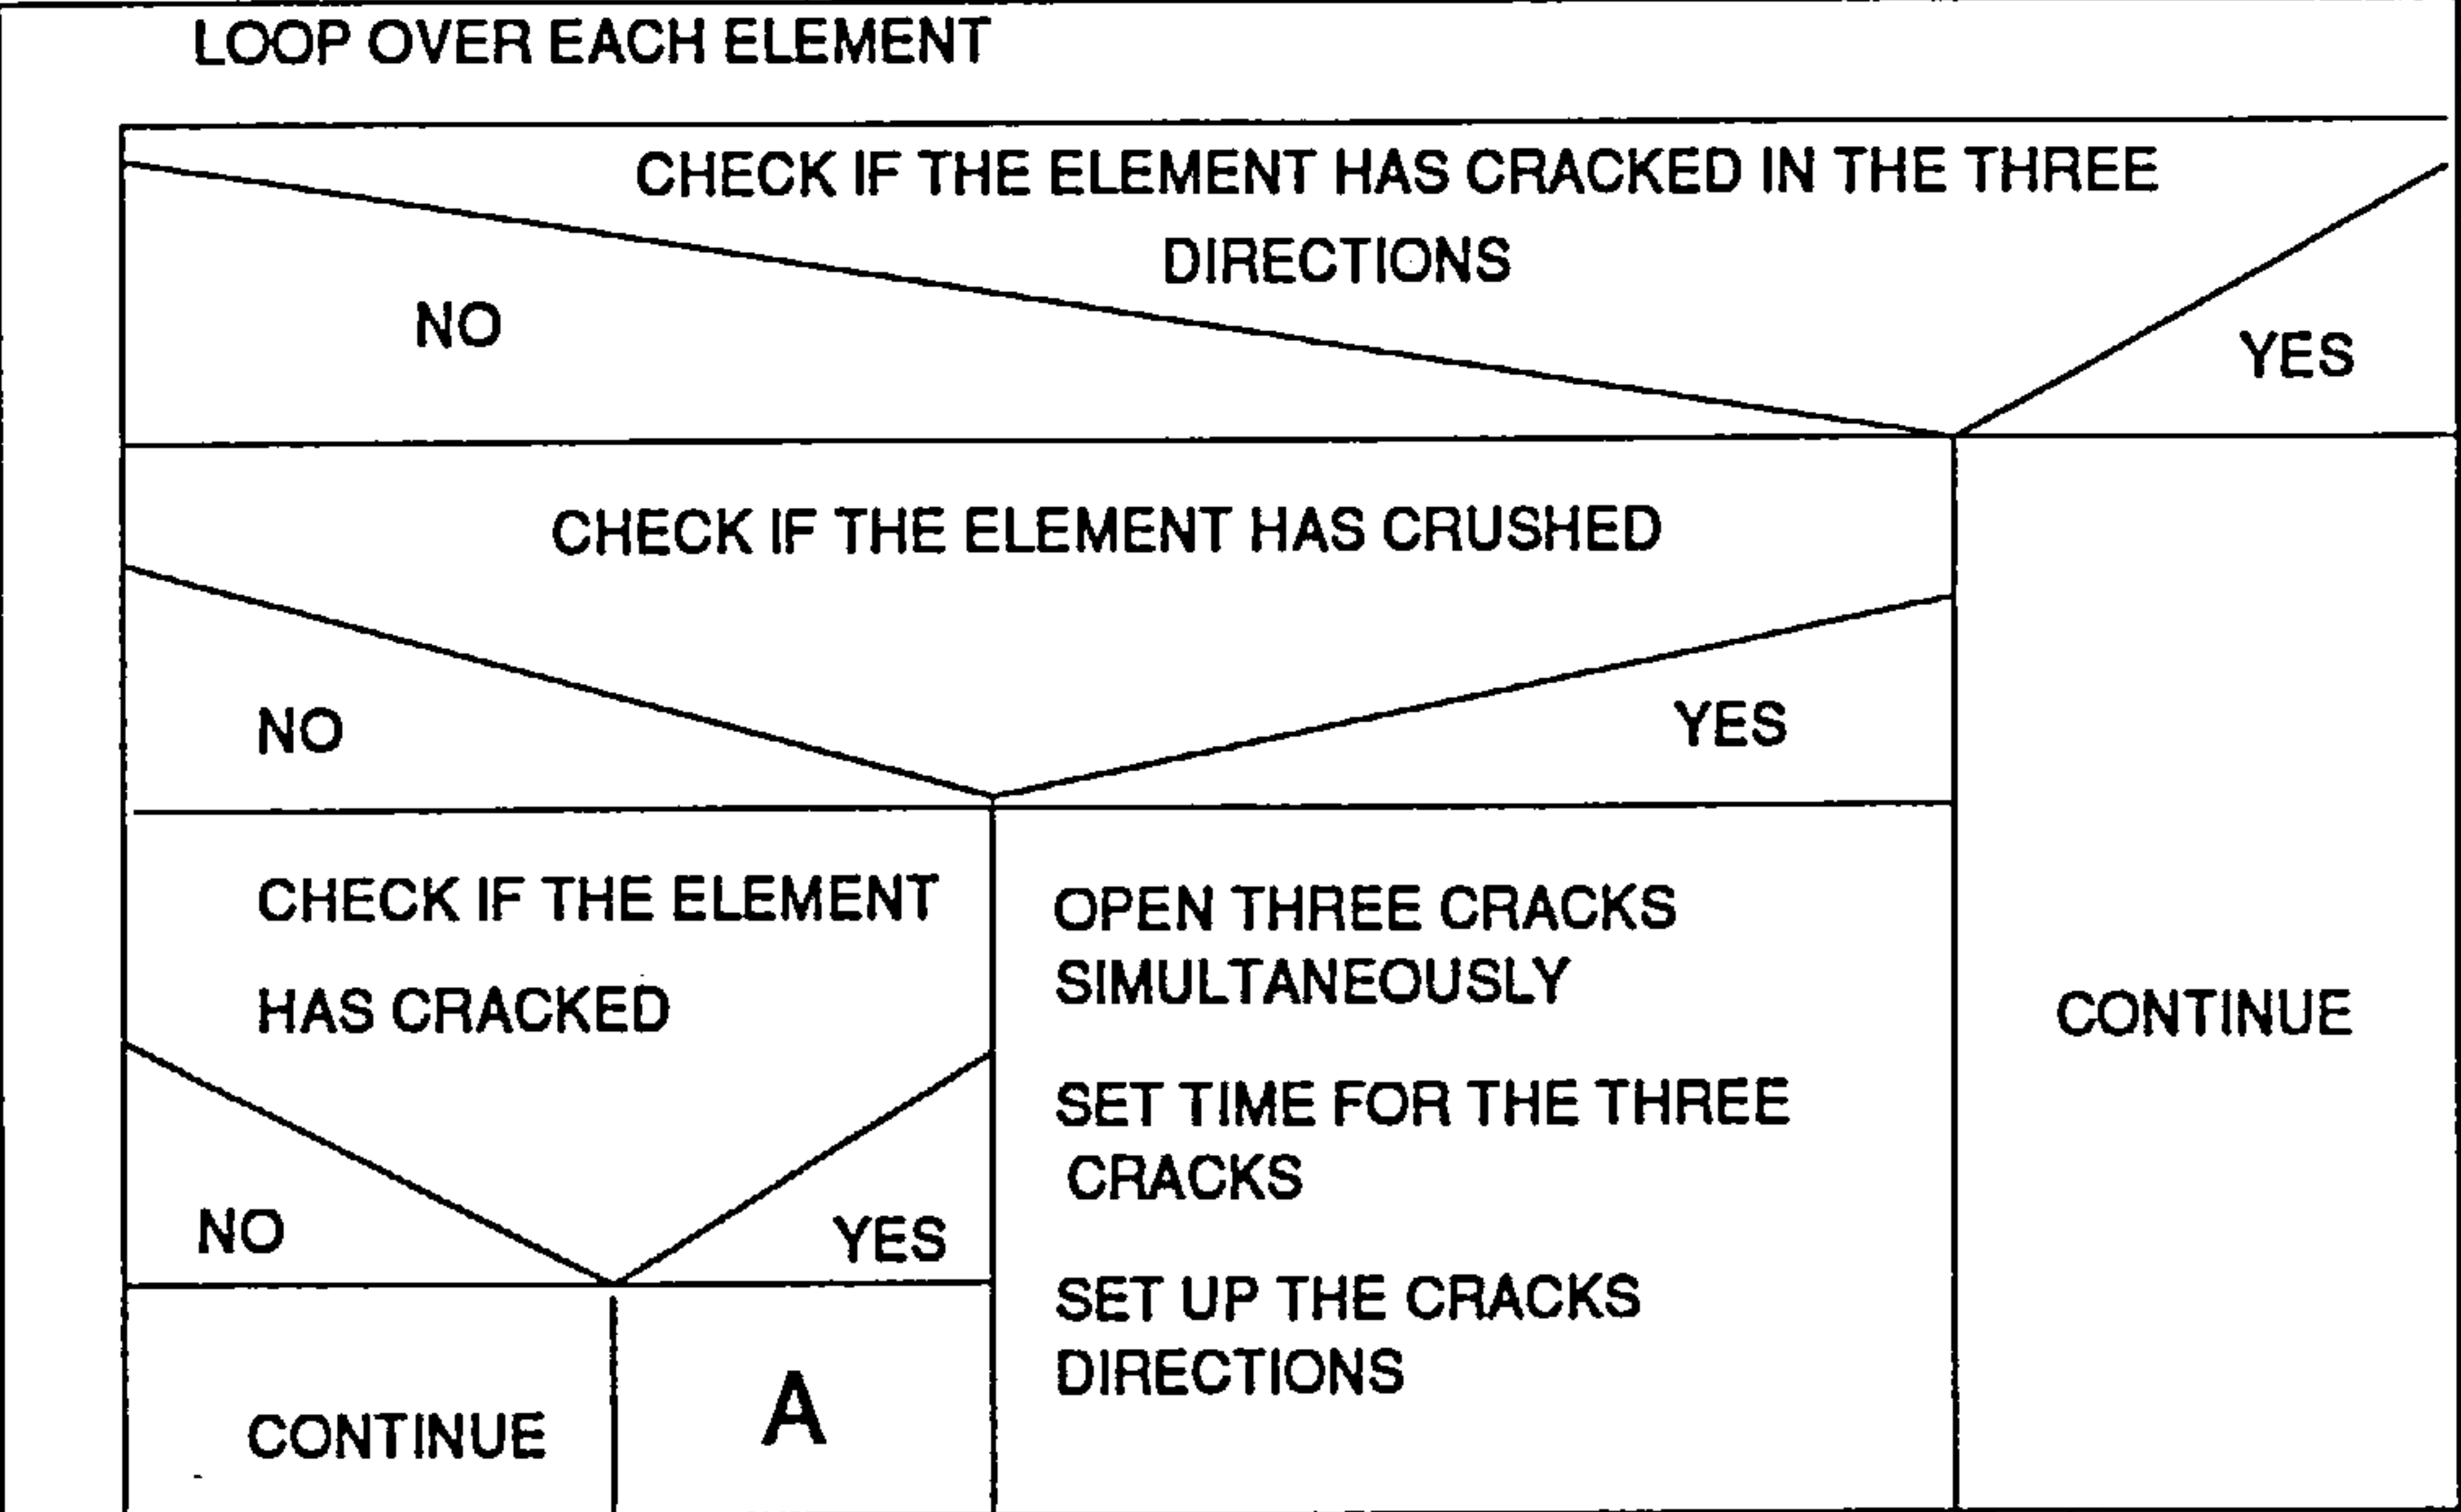 LOOP OVER EACH ELEMENT
CHECK IF THE ELEMENT HAS CRACKED IN THE THREE
DIRECTIONS
NO
YES
CHECK IF THE ELEMENT HAS CRUSHED
NO
YES
CHECK IF THE ELEMENT
HAS CRACKED
NO
YES
CONTINUE
A
OPEN THREE CRACKS
SIMULTANEOUSLY
SET TIME FOR THE THREE
CRACKS
SET UP THE CRACKS
DIRECTIONS
CONTINUE